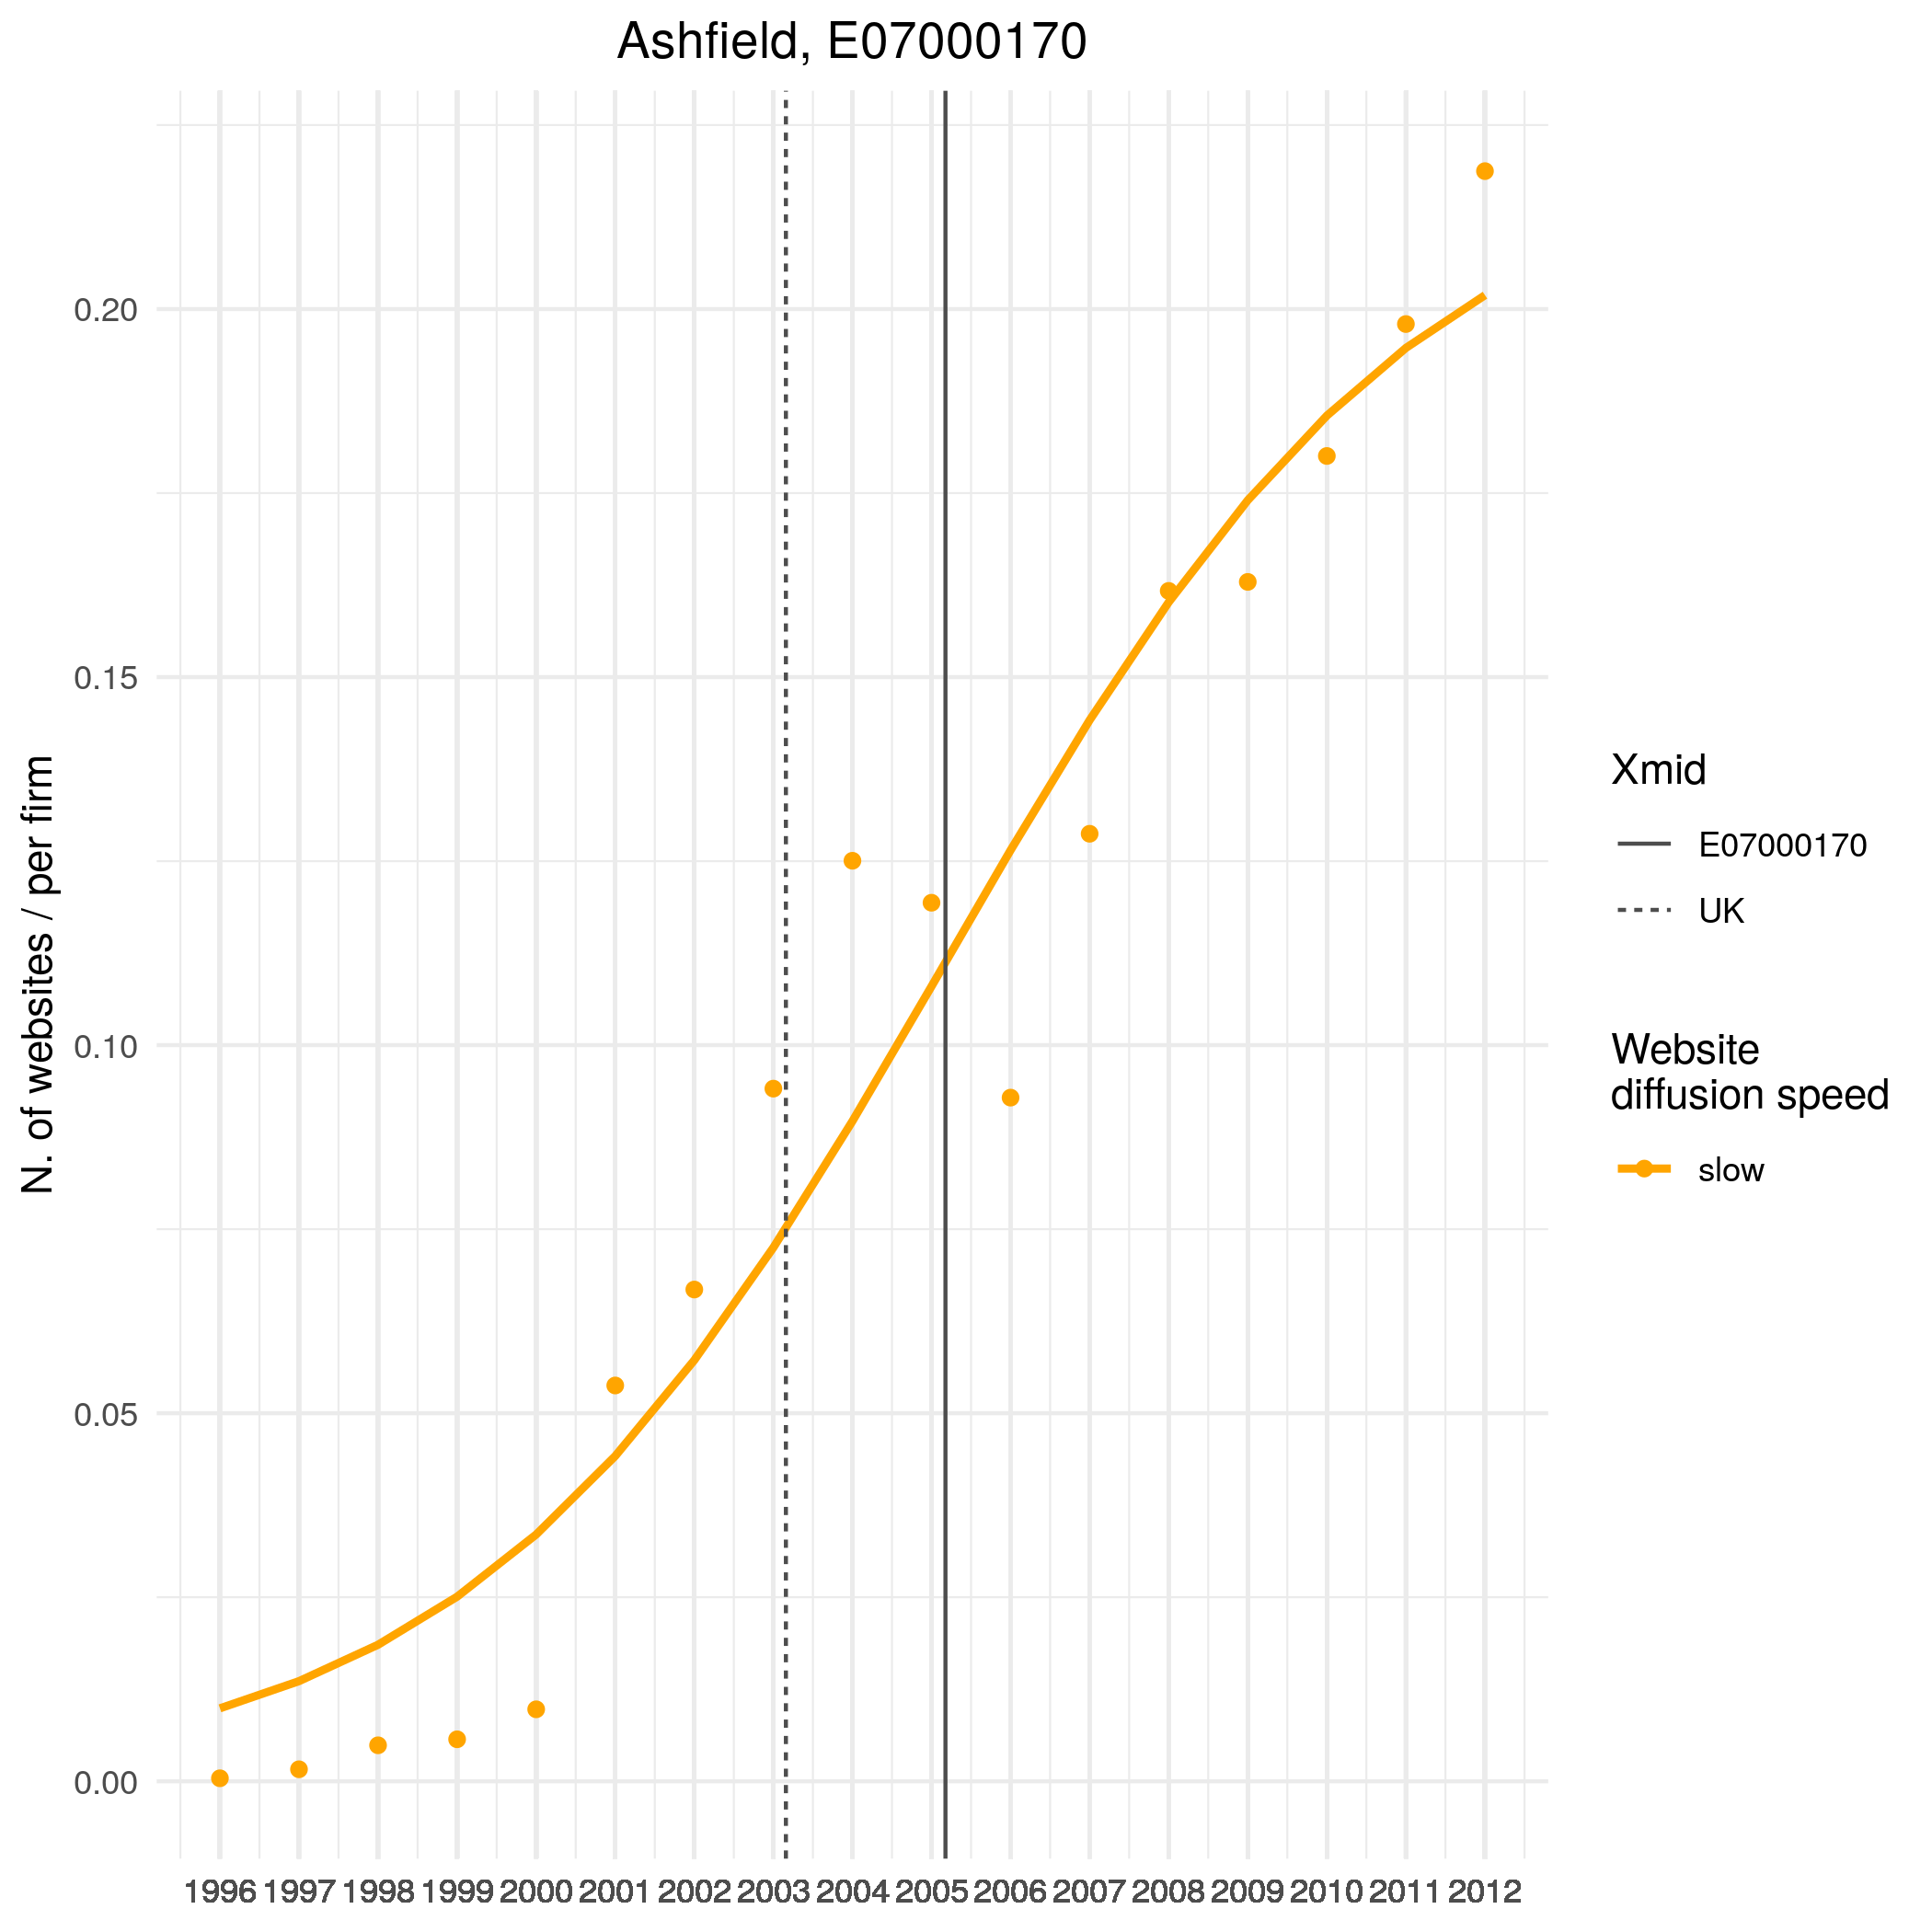 Ashfield, E07000170
N. of websites / per firm
0.20
0.15
0.10
0.05
0.00
1996 1997 1998 1999 2000 2001 2002 2003 2004 2005 2006 2007 2008 2009 2010 2011 2012
Xmid
E07000170
UK
Website
diffusion speed
slow